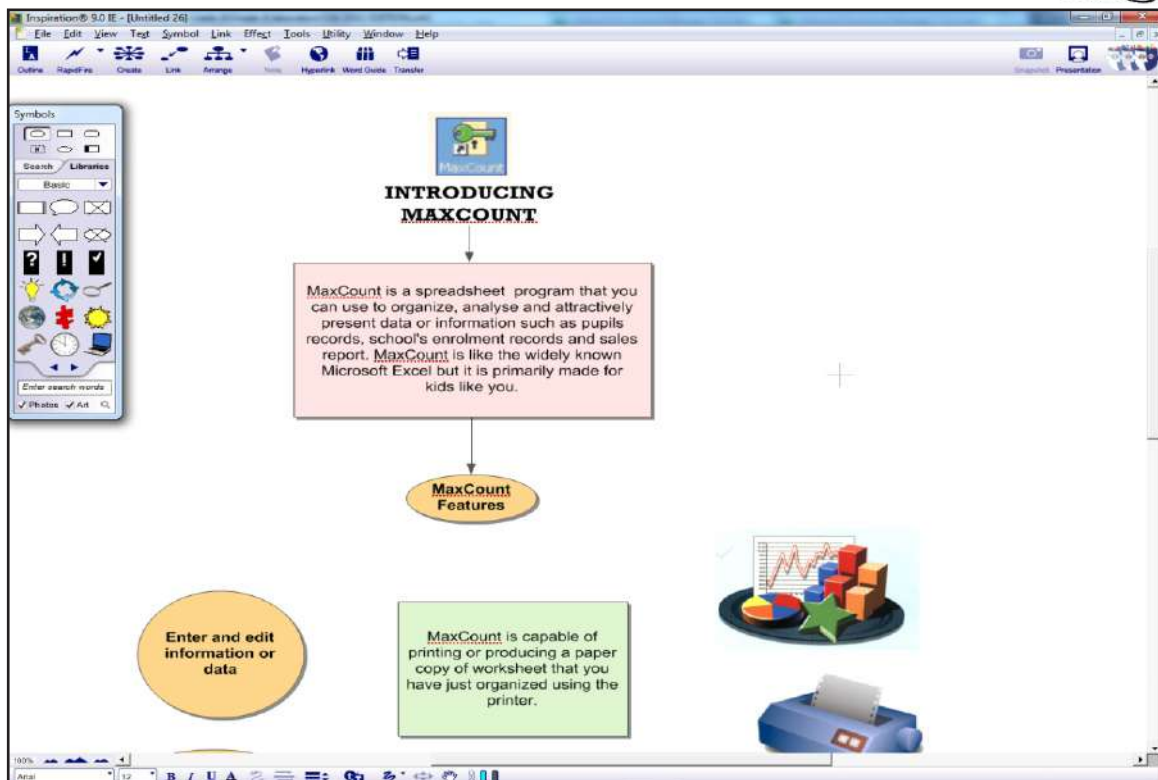 Inspiration® 9.0 IE - [Untitled 26]
File Edit View Text Symbol Link Effect Tools Utility Window Help
Outline RapidFire Create Link Arrange Note Hyperlink Word Guide Transfer Snapshot Presentation
Symbols
Search Libraries
Basic
Enter search words
Photos Art
MaxCount
INTRODUCING
MAXCOUNT
MaxCount is a spreadsheet program that you
can use to organize, analyse and attractively
present data or information such as pupils
records, school's enrolment records and sales
report. MaxCount is like the widely known
Microsoft Excel but it is primarily made for
kids like you.
MaxCount
Features
Enter and edit
information or
data
MaxCount is capable of
printing or producing a paper
copy of worksheet that you
have just organized using the
printer.
100%
Arial 12 B I U A